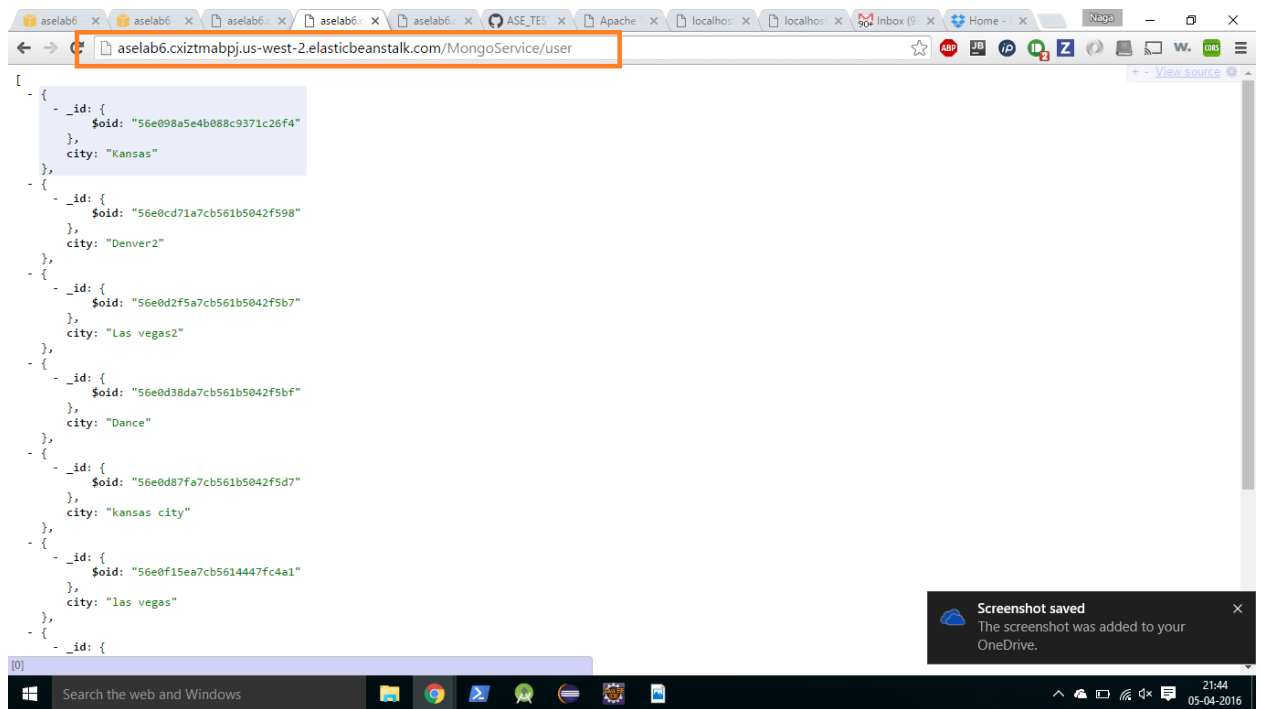 aselab6 aselab6 aselab6.c aselab6.c aselab6.c ASE_TES Apache T localhos localhos Inbox (9 Home - Naga
aselab6.cxiztmabpj.us-west-2.elasticbeanstalk.com/MongoService/user
+ - View source
[
- {
- _id: {
$oid: "56e098a5e4b088c9371c26f4"
},
city: "Kansas"
},
- {
- _id: {
$oid: "56e0cd71a7cb561b5042f598"
},
city: "Denver2"
},
- {
- _id: {
$oid: "56e0d2f5a7cb561b5042f5b7"
},
city: "Las vegas2"
},
- {
- _id: {
$oid: "56e0d38da7cb561b5042f5bf"
},
city: "Dance"
},
- {
- _id: {
$oid: "56e0d87fa7cb561b5042f5d7"
},
city: "kansas city"
},
- {
- _id: {
$oid: "56e0f15ea7cb5614447fc4a1"
},
city: "las vegas"
},
- {
- _id: {
[0]
Screenshot saved
The screenshot was added to your
OneDrive.
Search the web and Windows
21:44
05-04-2016